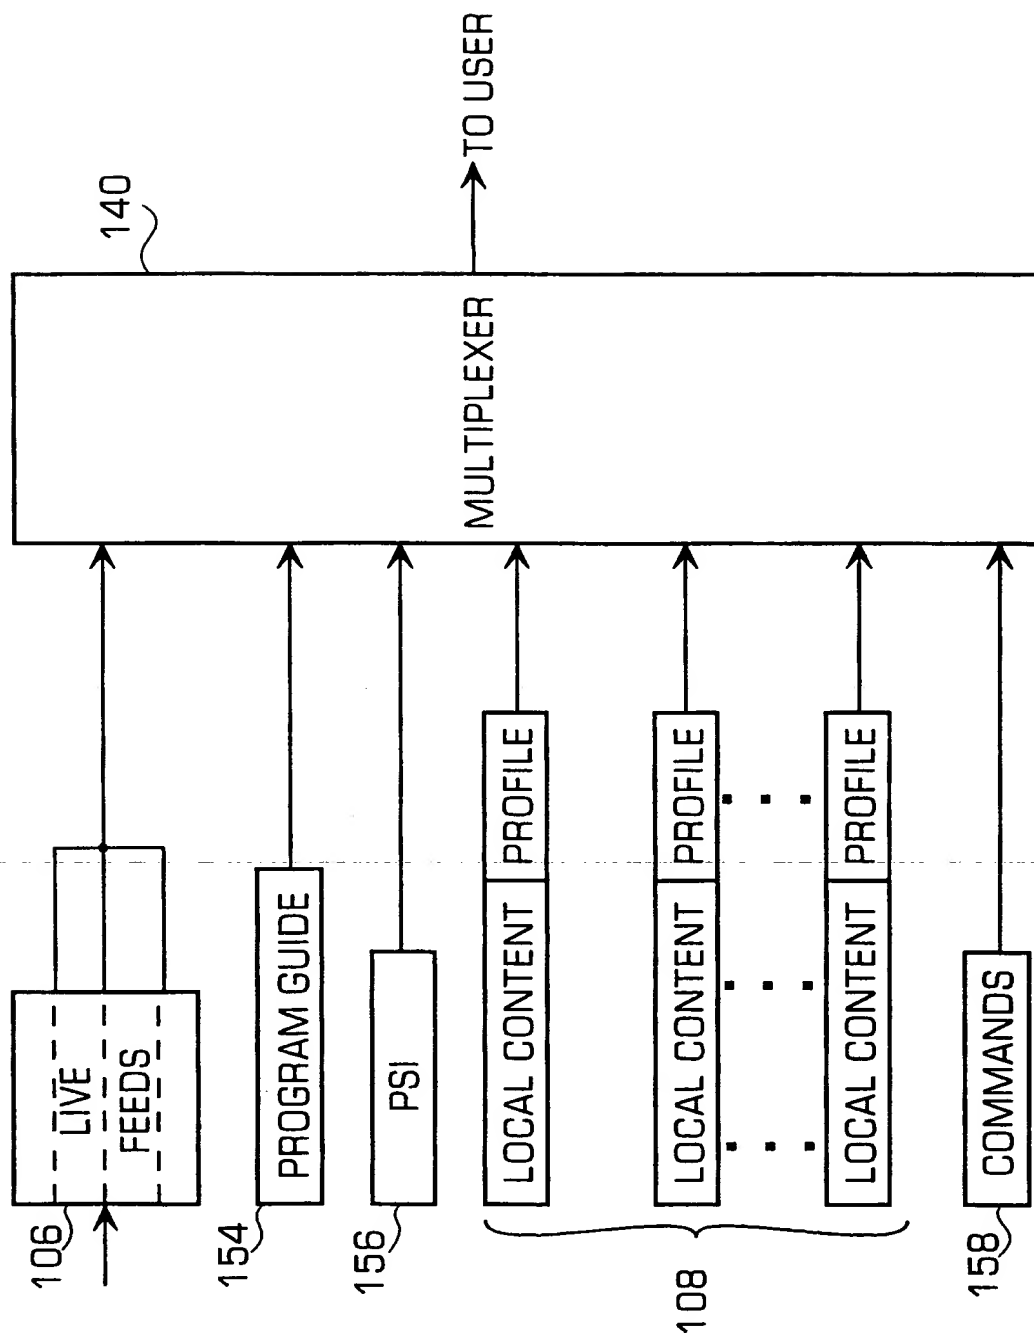 106
LIVE
FEEDS
154
PROGRAM GUIDE
156
PSI
108
LOCAL CONTENT PROFILE
LOCAL CONTENT PROFILE
LOCAL CONTENT PROFILE
158
COMMANDS
MULTIPLEXER
140
TO USER